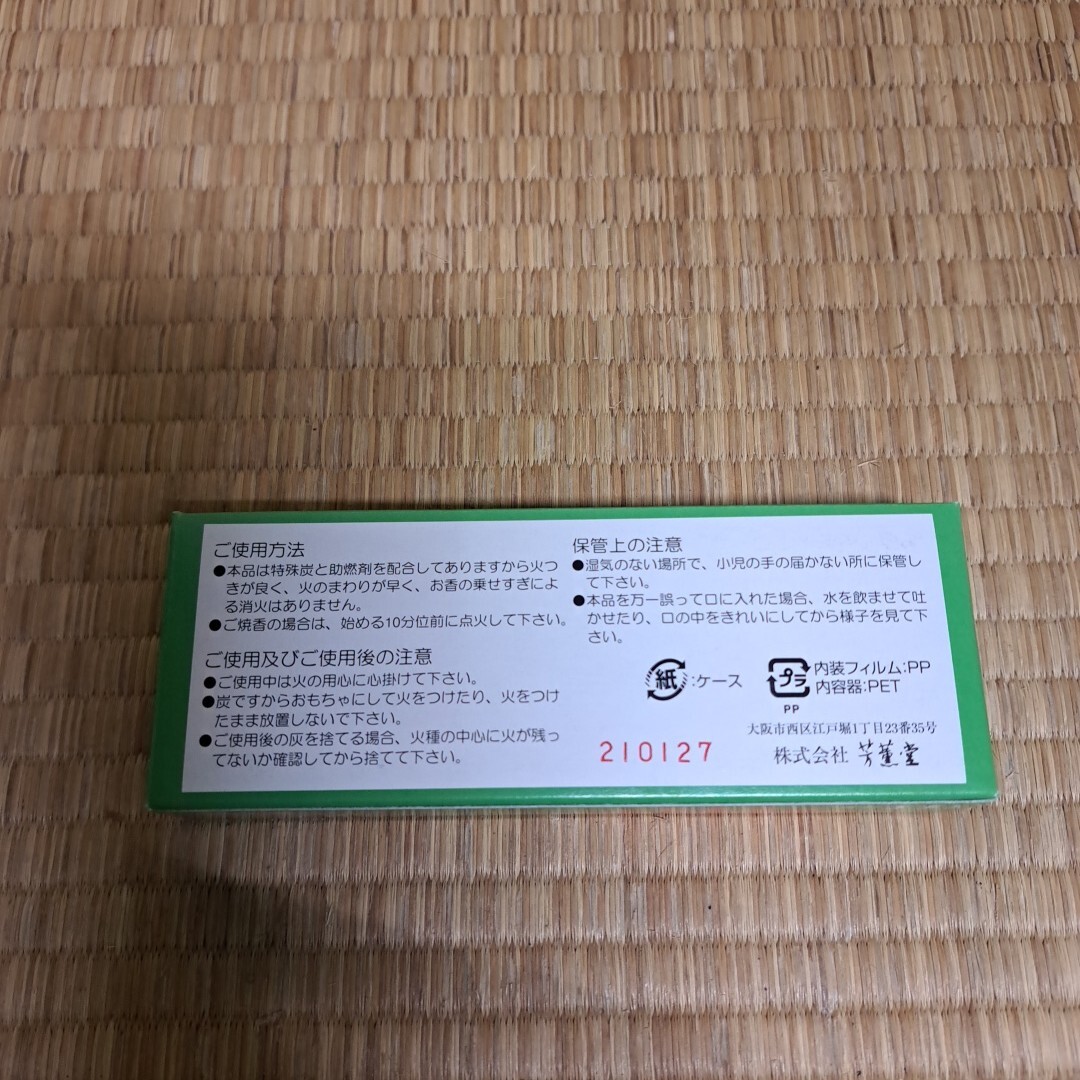 ご使用方法
●本品は特殊炭と助燃剤を配合してありますから火つ
きが良く、火のまわりが早く、お香の乗せすぎによ
る消火はありません。
●ご焼香の場合は、始める10分位前に点火して下さい。
ご使用及びご使用後の注意
●ご使用中は火の用心に心掛けて下さい。
●炭ですからおもちゃにして火をつけたり、火をつけ
たまま放置しないで下さい。
●ご使用後の灰を捨てる場合、火種の中心に火が残っ
てないか確認してから捨てて下さい。
保管上の注意
●湿気のない場所で、小児の手の届かない所に保管し
て下さい。
●本品を万一誤って口に入れた場合、水を飲ませて吐
かせたり、口の中をきれいにしてから様子を見て下
さい。
紙:ケース
プラ 内装フィルム:PP
内容器:PET
PP
大阪市西区江戸堀1丁目23番35号
210127
株式会社 芳薫堂